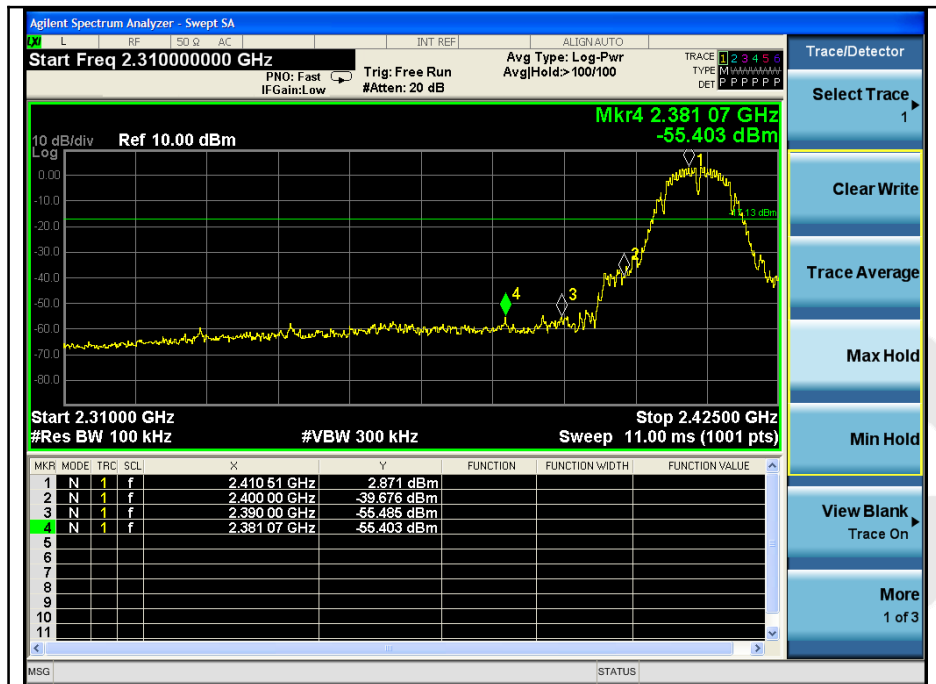 Agilent Spectrum Analyzer - Swept SA
LXI L RF 50 Ω AC INT REF ALIGN AUTO
Start Freq 2.310000000 GHz
PNO: Fast
IFGain:Low
Trig: Free Run
#Atten: 20 dB
Avg Type: Log-Pwr
Avg|Hold:>100/100
TRACE 1 2 3 4 5 6
TYPE M WWWWW
DET P P P P P P
Mkr4 2.381 07 GHz
-55.403 dBm
10 dB/div Ref 10.00 dBm
Log
0.00
-10.0
-20.0
-30.0
-40.0
-50.0
-60.0
-70.0
-80.0
1
-17.13 dBm
2
3
4
Start 2.31000 GHz Stop 2.42500 GHz
#Res BW 100 kHz #VBW 300 kHz Sweep 11.00 ms (1001 pts)
MKR MODE TRC SCL X Y FUNCTION FUNCTION WIDTH FUNCTION VALUE
1 N 1 f 2.410 51 GHz 2.871 dBm
2 N 1 f 2.400 00 GHz -39.676 dBm
3 N 1 f 2.390 00 GHz -55.485 dBm
4 N 1 f 2.381 07 GHz -55.403 dBm
5
6
7
8
9
10
11
MSG STATUS
Trace/Detector
Select Trace
1
Clear Write
Trace Average
Max Hold
Min Hold
View Blank
Trace On
More
1 of 3